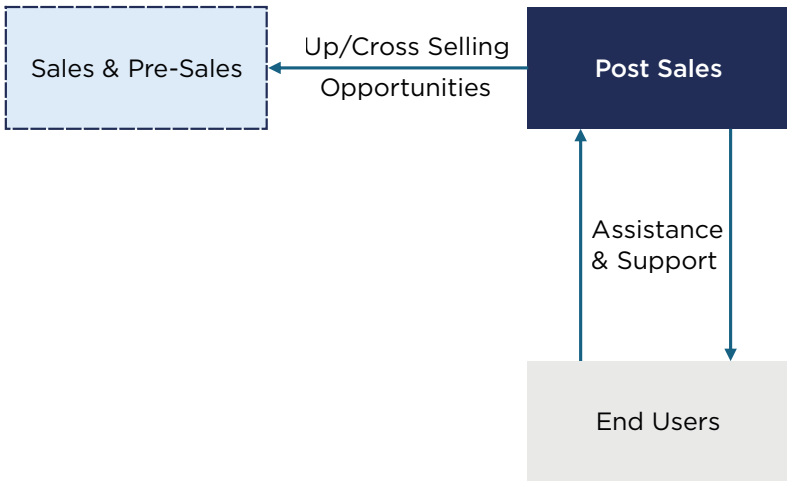 Sales & Pre-Sales
Up/Cross Selling
Opportunities
Post Sales
Assistance
& Support
End Users